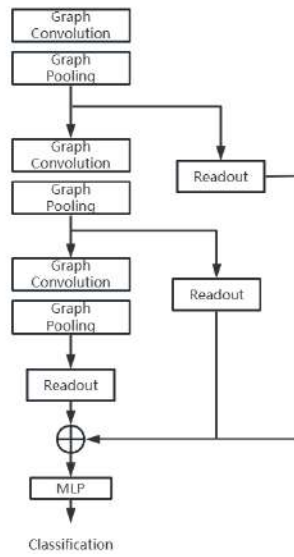 Graph
Convolution
Graph
Pooling
Graph
Convolution
Readout
Graph
Pooling
Graph
Convolution
Readout
Graph
Pooling
Readout
MLP
Classification